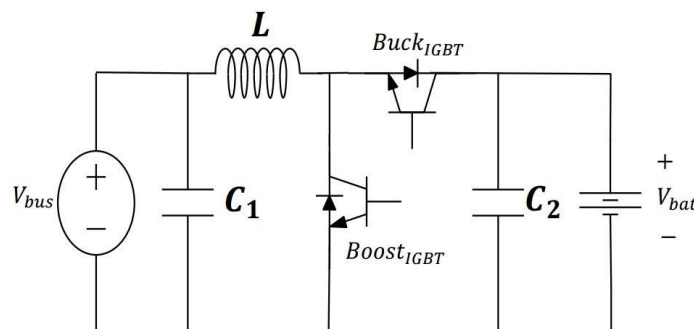 L
Buck_IGBT
+
V_bus
−
C_1
Boost_IGBT
C_2
+
V_bat
−